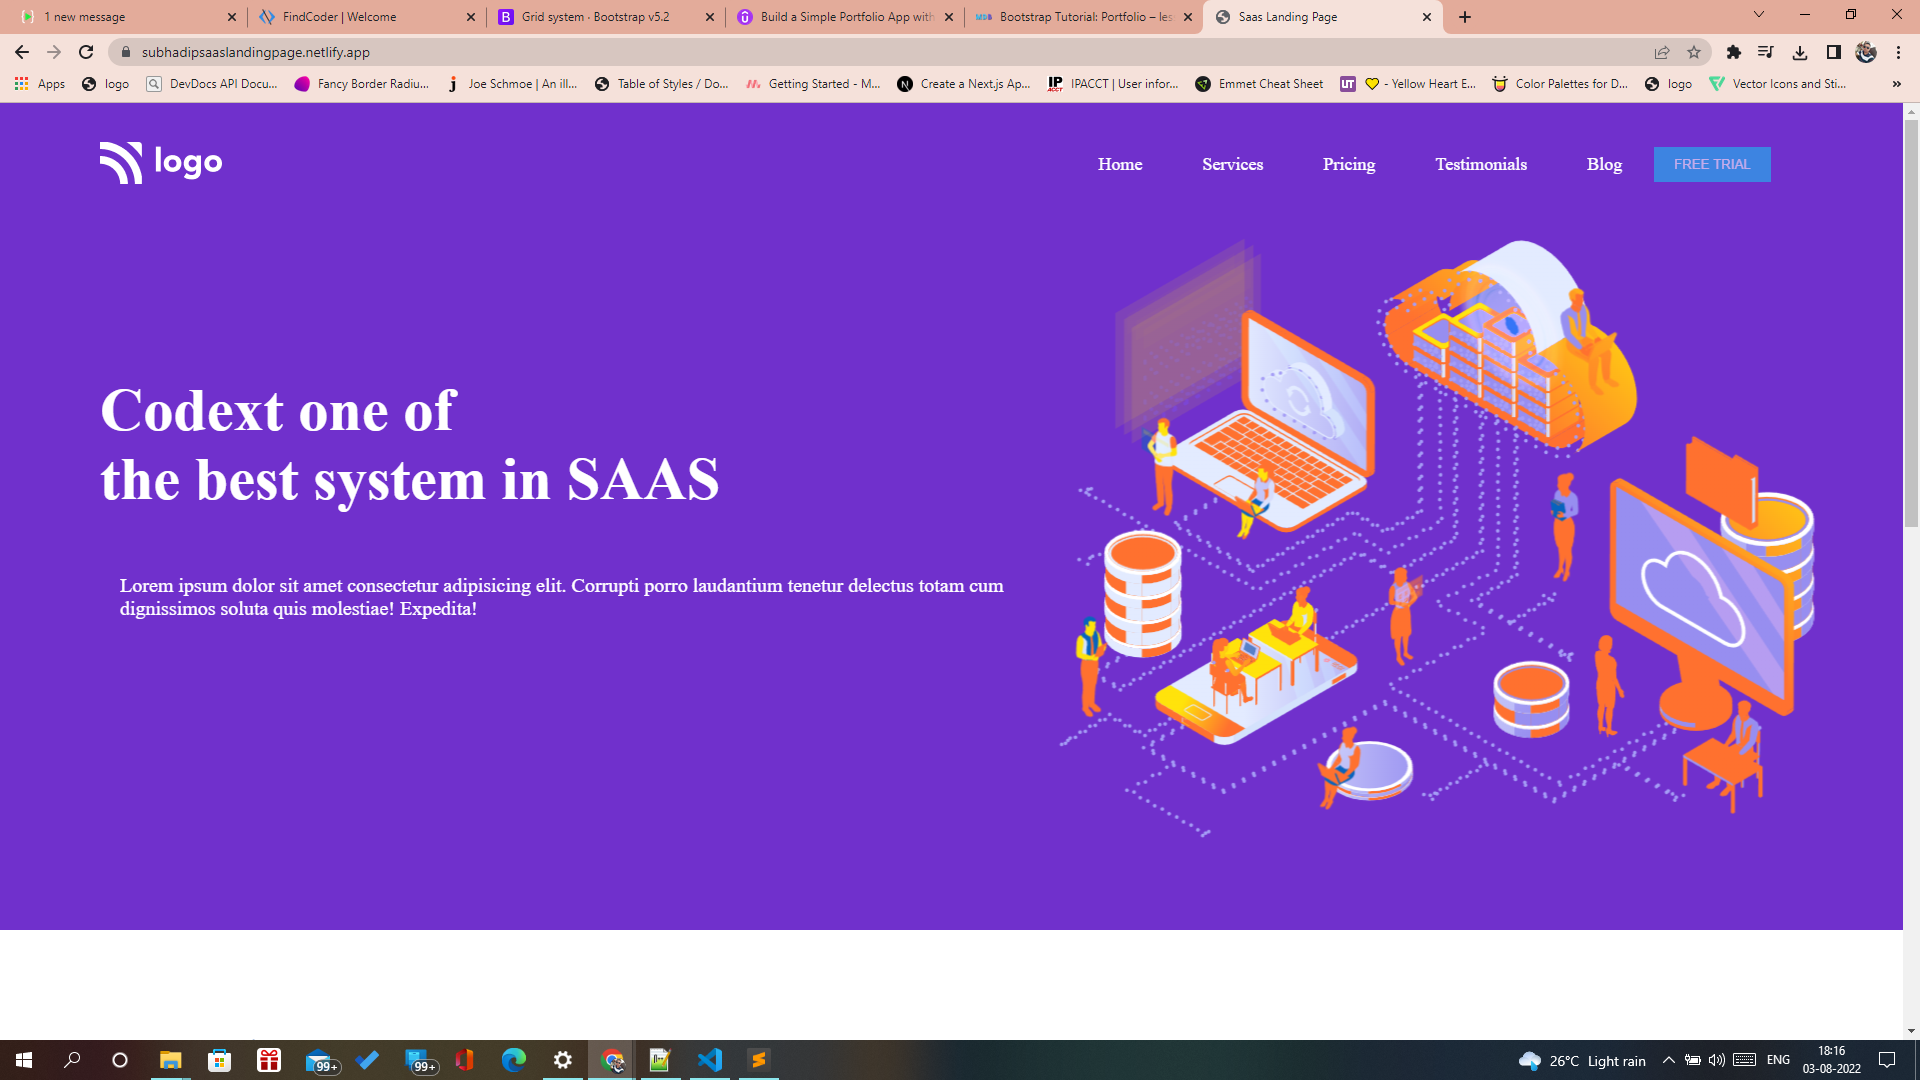 1 new message
FindCoder | Welcome
Grid system · Bootstrap v5.2
Build a Simple Portfolio App with
Bootstrap Tutorial: Portfolio – les
Saas Landing Page
subhadipsaaslandingpage.netlify.app
Apps
logo
DevDocs API Docu...
Fancy Border Radiu...
Joe Schmoe | An ill...
Table of Styles / Do...
Getting Started - M...
Create a Next.js Ap...
IPACCT | User infor...
Emmet Cheat Sheet
- Yellow Heart E...
Color Palettes for D...
logo
Vector Icons and Sti...
logo
Home
Services
Pricing
Testimonials
Blog
FREE TRIAL
Codext one of
the best system in SAAS
Lorem ipsum dolor sit amet consectetur adipisicing elit. Corrupti porro laudantium tenetur delectus totam cum
dignissimos soluta quis molestiae! Expedita!
99+
99+
26°C Light rain
ENG
18:16
03-08-2022